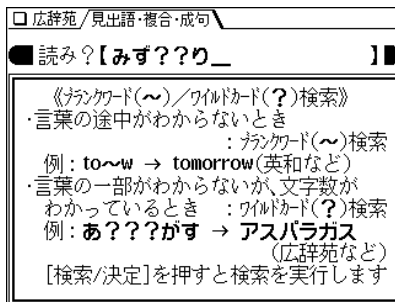 広辞苑/見出語・複合・成句
読み？【みず？？り_ 】
《ﾌﾞﾗﾝｸﾜｰﾄﾞ(～)／ﾜｲﾙﾄﾞｶｰﾄﾞ(？)検索》
・言葉の途中がわからないとき
：ﾌﾞﾗﾝｸﾜｰﾄﾞ(～)検索
例：to～w → tomorrow(英和など)
・言葉の一部がわからないが、文字数が
わかっているとき ：ﾜｲﾙﾄﾞｶｰﾄﾞ(？)検索
例：あ？？？がす → アスパラガス
(広辞苑など)
[検索/決定]を押すと検索を実行します